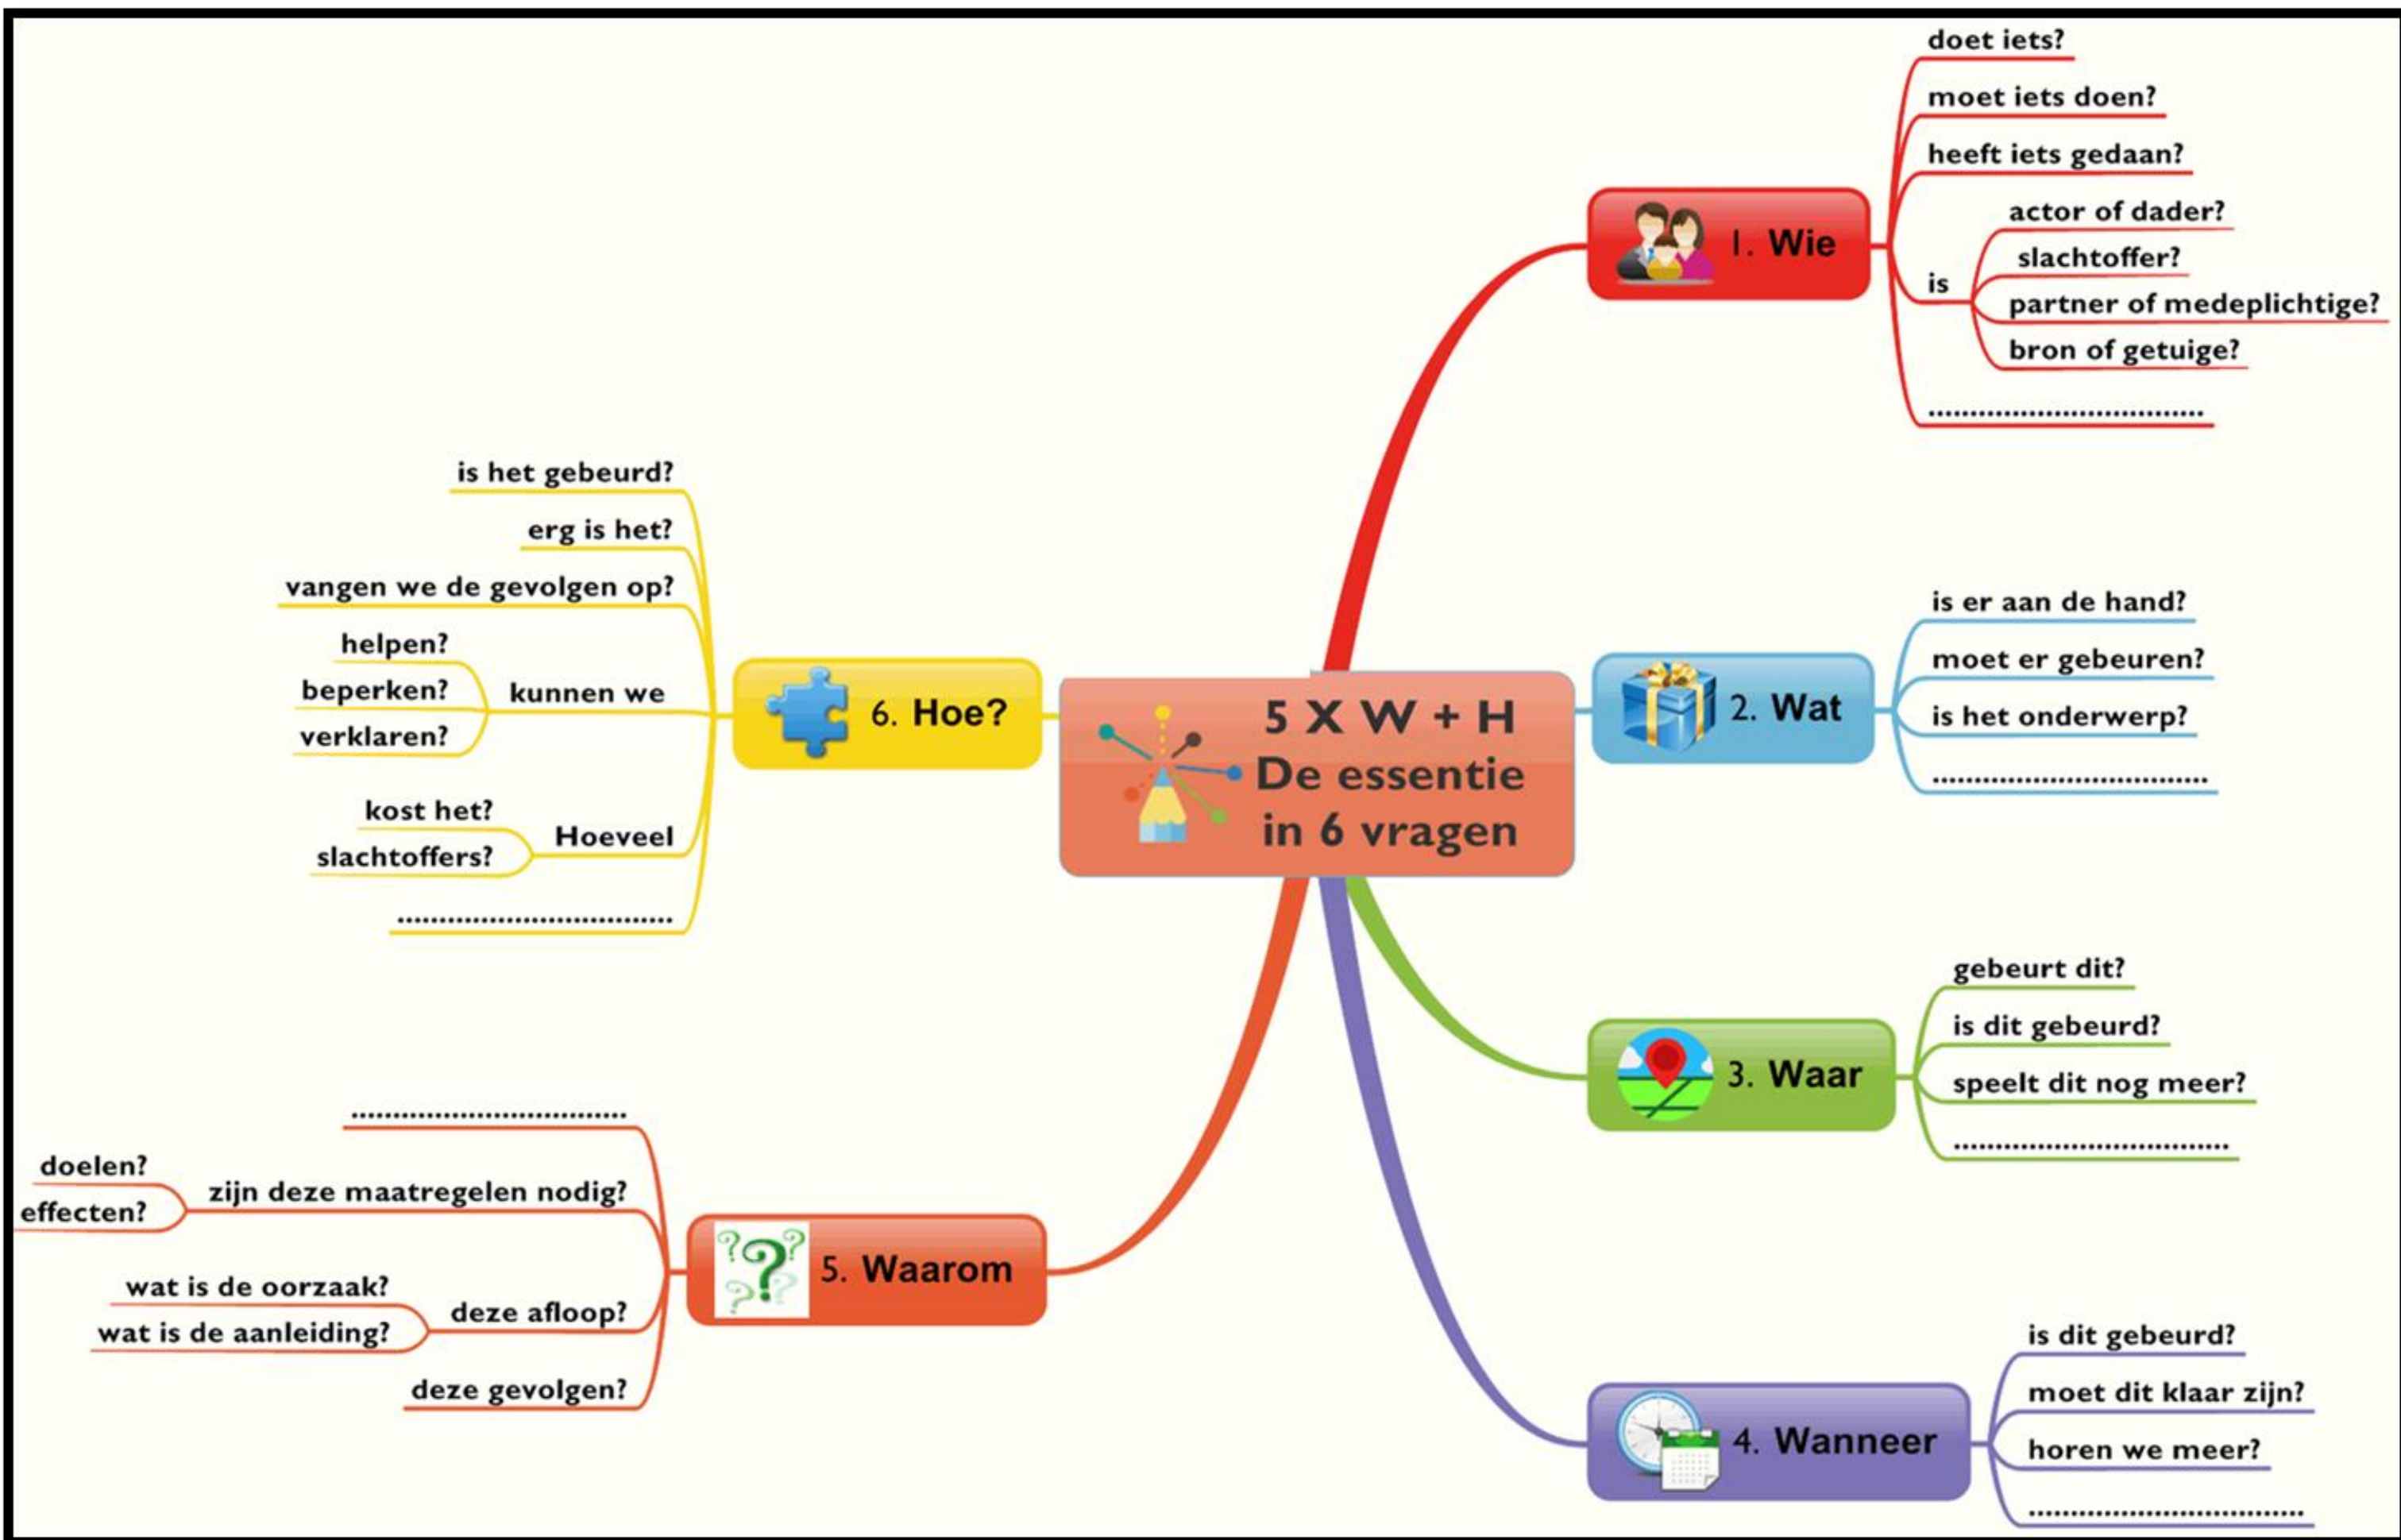 5 X W + H
De essentie
in 6 vragen
1. Wie
doet iets?
moet iets doen?
heeft iets gedaan?
is
actor of dader?
slachtoffer?
partner of medeplichtige?
bron of getuige?
.................................
2. Wat
is er aan de hand?
moet er gebeuren?
is het onderwerp?
.................................
3. Waar
gebeurt dit?
is dit gebeurd?
speelt dit nog meer?
.................................
4. Wanneer
is dit gebeurd?
moet dit klaar zijn?
horen we meer?
.................................
5. Waarom
.................................
zijn deze maatregelen nodig?
doelen?
effecten?
deze afloop?
wat is de oorzaak?
wat is de aanleiding?
deze gevolgen?
6. Hoe?
is het gebeurd?
erg is het?
vangen we de gevolgen op?
kunnen we
helpen?
beperken?
verklaren?
Hoeveel
kost het?
slachtoffers?
.................................